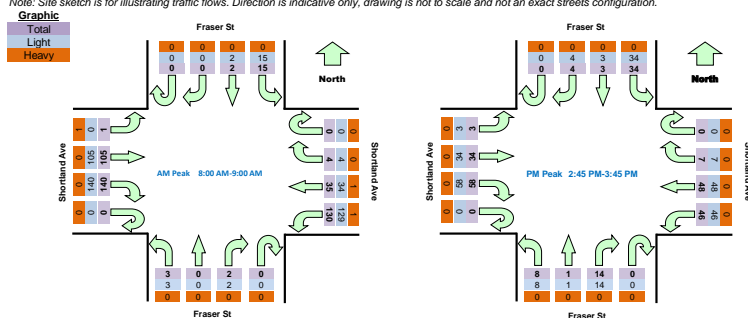 Note: Site sketch is for illustrating traffic flows. Direction is indicative only, drawing is not to scale and not an exact streets configuration.
Graphic
Total
Light
Heavy
Fraser St
0 0 0 0
0 0 2 15
0 0 2 15
North
Shortland Ave
1 0 1
0 105 105
0 140 140
0 0 0
AM Peak 8:00 AM-9:00 AM
0 0 0
4 4 0
35 34 1
130 129 1
Shortland Ave
3 0 2 0
3 0 2 0
0 0 0 0
Fraser St
Fraser St
0 0 0 0
0 4 3 34
0 4 3 34
North
Shortland Ave
0 3 3
0 34 34
0 58 58
0 0 0
PM Peak 2:45 PM-3:45 PM
0 0 0
7 7 0
48 48 0
46 46 0
Shortland Ave
8 1 14 0
8 1 14 0
0 0 0 0
Fraser St